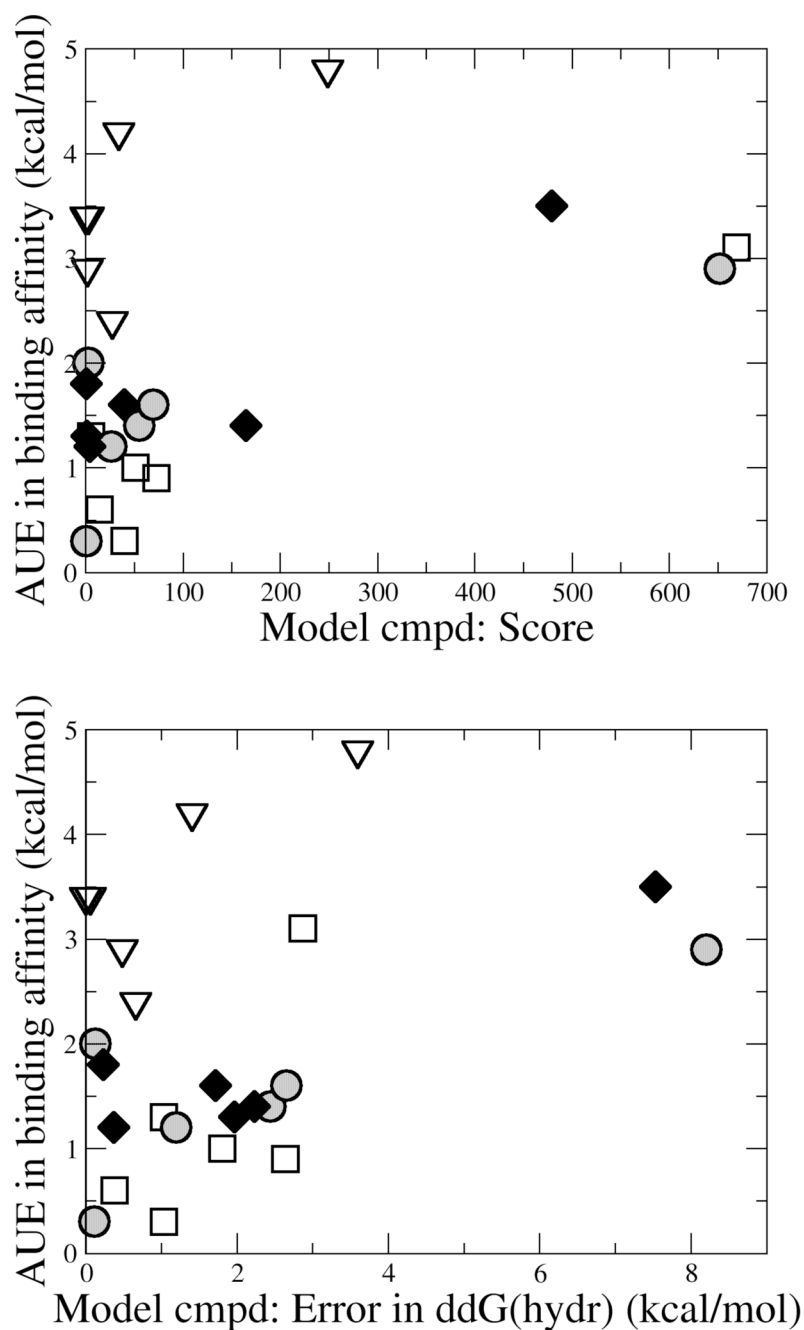 5
4
3
2
1
0
AUE in binding affinity (kcal/mol)
0 100 200 300 400 500 600 700
Model cmpd: Score
5
4
3
2
1
0
AUE in binding affinity (kcal/mol)
0 2 4 6 8
Model cmpd: Error in ddG(hydr) (kcal/mol)